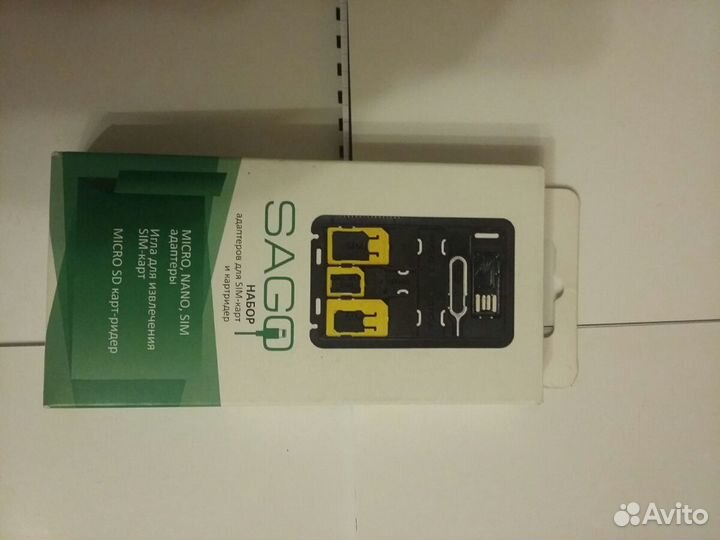 SAGO
НАБОР
адаптеров для SIM-карт
и картридер
MICRO, NANO, SIM
адаптеры
Игла для извлечения
SIM-карт
MICRO SD карт-ридер
Avito